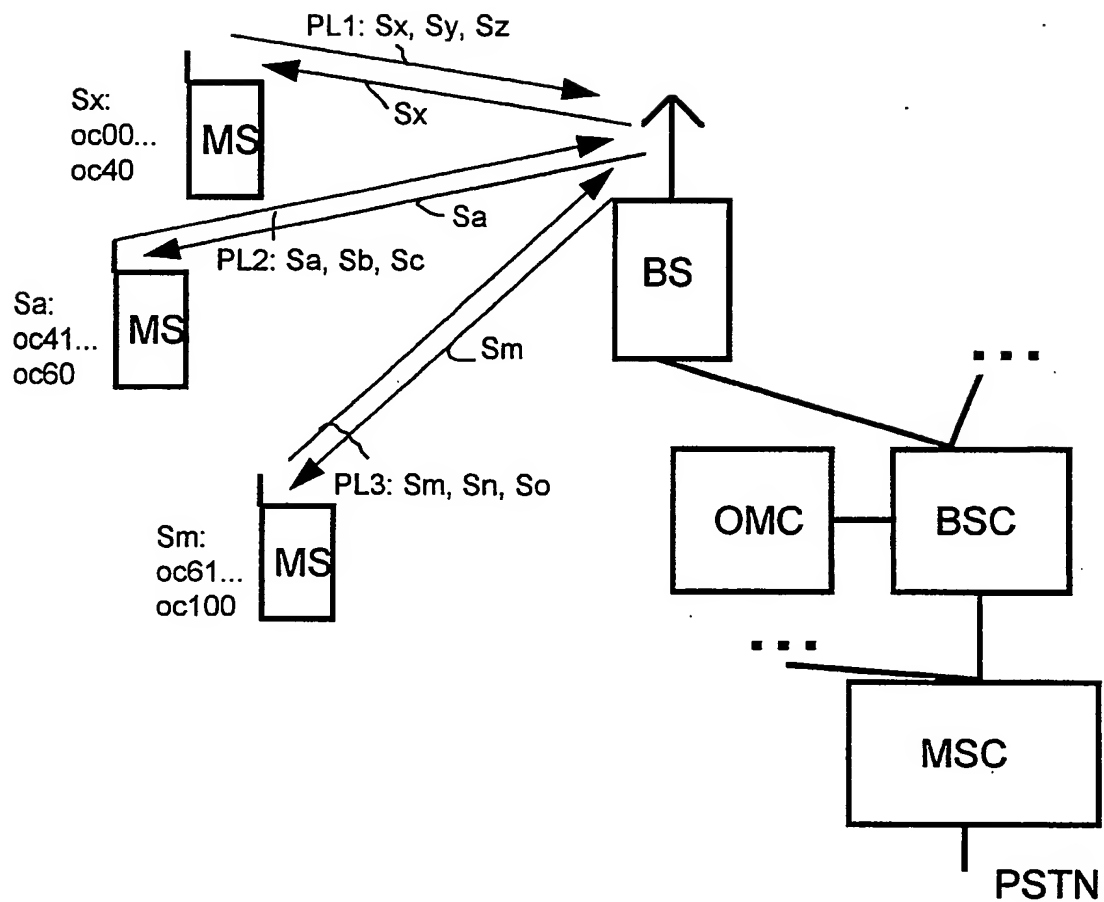 PL1: Sx, Sy, Sz
Sx
Sx:
oc00...
oc40
MS
Sa
PL2: Sa, Sb, Sc
BS
Sa:
oc41...
oc60
MS
Sm
...
PL3: Sm, Sn, So
OMC
BSC
Sm:
oc61...
oc100
MS
...
MSC
PSTN